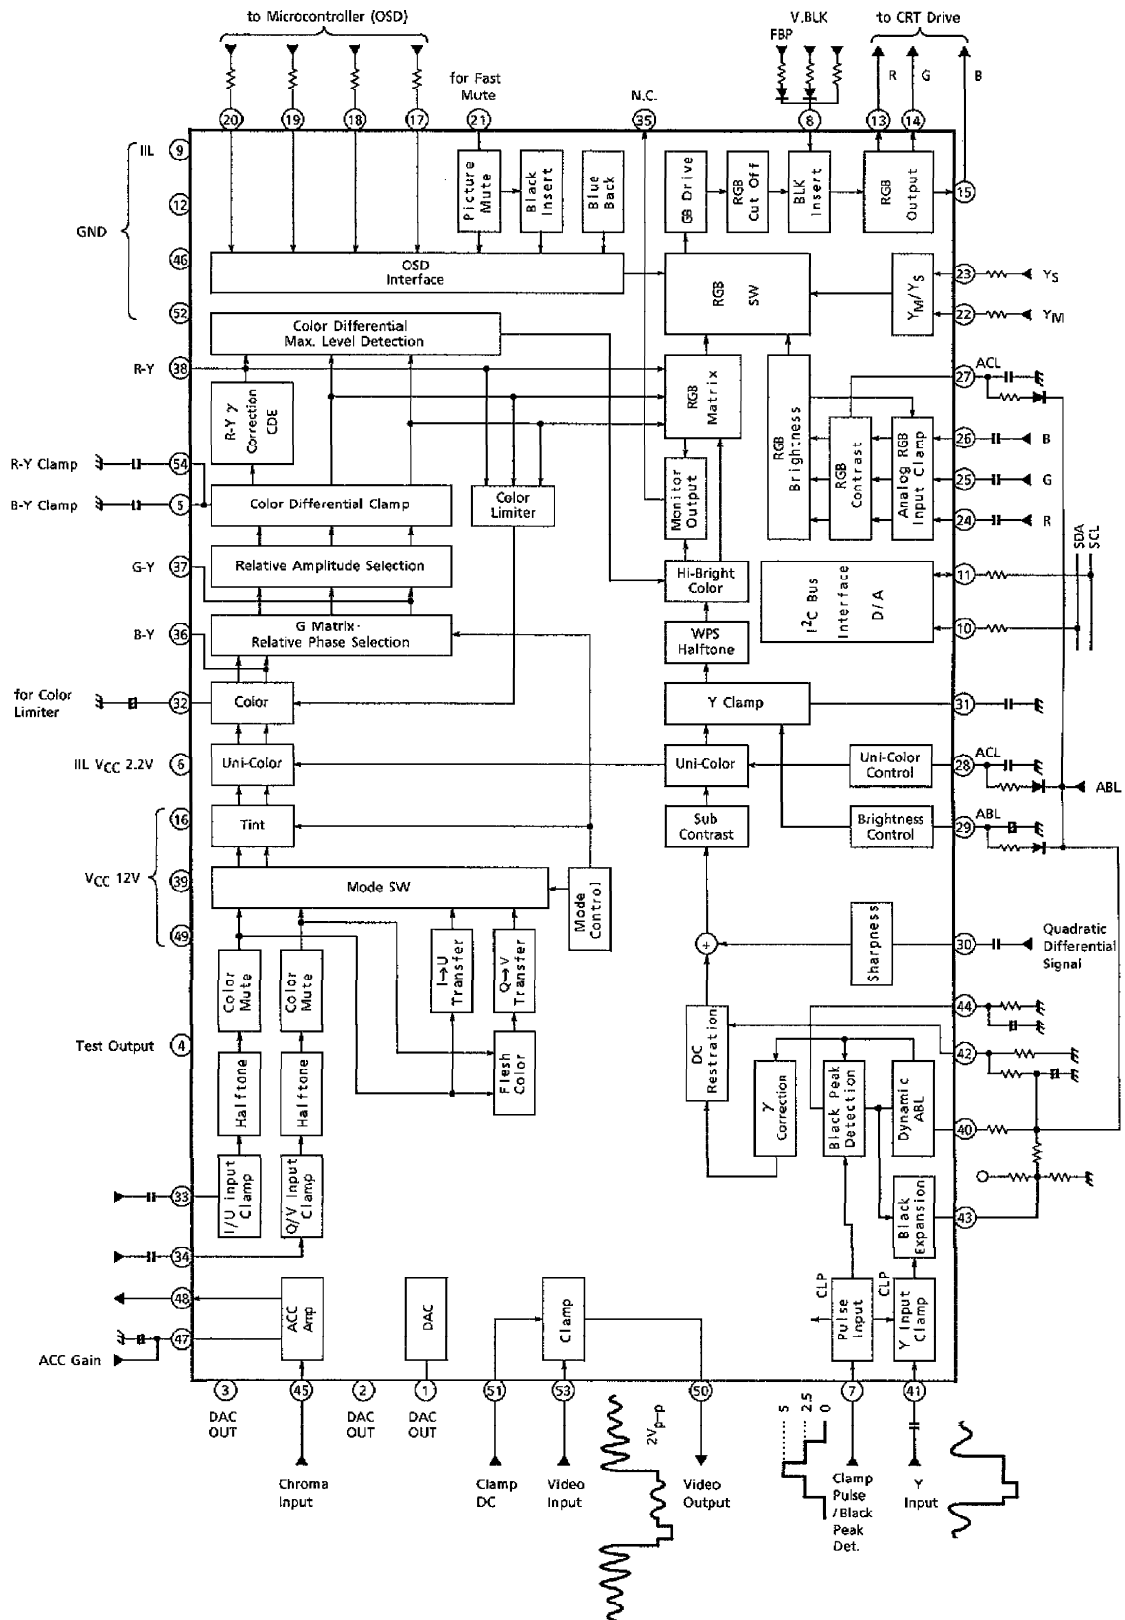 to Microcontroller (OSD)
V.BLK
FBP
to CRT Drive
R
G
B
for Fast
Mute
N.C.
20
19
18
17
21
35
8
13
14
IIL
9
12
GND
46
52
15
Picture
Mute
Black
Insert
Blue
Back
GB Drive
RGB
Cut Off
BLK
Insert
RGB
Output
OSD
Interface
RGB
SW
YM/YS
23
YS
22
YM
Color Differential
Max. Level Detection
R-Y
38
R-Y γ
Correction
CDE
RGB
Matrix
RGB
Brightness
RGB
Contrast
Analog RGB
Input Clamp
27
ACL
26
B
25
G
24
R
R-Y Clamp
54
B-Y Clamp
5
Color Differential Clamp
Color
Limiter
Monitor
Output
SDA
SCL
G-Y
37
Relative Amplitude Selection
Hi-Bright
Color
I2C Bus
Interface
D/A
11
10
B-Y
36
G Matrix·
Relative Phase Selection
WPS
Halftone
for Color
Limiter
32
Color
Y Clamp
31
IIL VCC 2.2V
6
Uni-Color
Uni-Color
Uni-Color
Control
28
ACL
ABL
16
Tint
Sub
Contrast
Brightness
Control
29
ABL
VCC 12V
39
Mode SW
Mode Control
49
Color
Mute
Color
Mute
I→U
Transfer
Q→V
Transfer
+
Sharpness
30
Quadratic
Differential
Signal
44
Test Output
4
Halftone
Halftone
Flesh
Color
DC
Restration
γ
Correction
Black Peak
Detection
Dynamic
ABL
42
40
33
I/U input
Clamp
Q/V Input
Clamp
Black
Expansion
43
34
48
ACC
Amp
DAC
Clamp
CLP
Pulse
Input
CLP
Y Input
Clamp
47
ACC Gain
3
45
2
1
51
53
50
7
41
DAC
OUT
DAC
OUT
DAC
OUT
2Vp-p
5
2.5
0
Chroma
Input
Clamp
DC
Video
Input
Video
Output
Clamp
Pulse
/Black
Peak
Det.
Y
Input